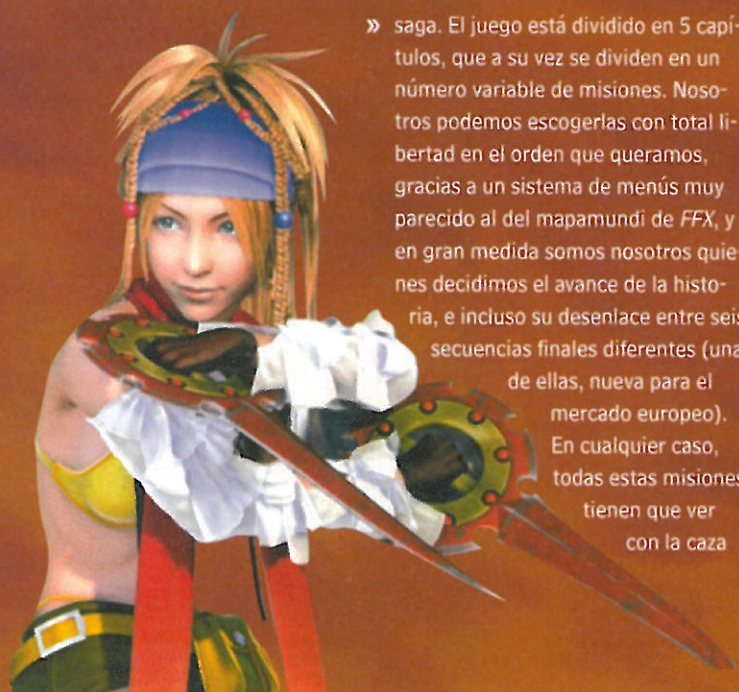 » saga. El juego está dividido en 5 capí-
tulos, que a su vez se dividen en un
número variable de misiones. Noso-
tros podemos escogerlas con total li-
bertad en el orden que queramos,
gracias a un sistema de menús muy
parecido al del mapamundi de FFX, y
en gran medida somos nosotros quie-
nes decidimos el avance de la histo-
ria, e incluso su desenlace entre seis
secuencias finales diferentes (una
de ellas, nueva para el
mercado europeo).
En cualquier caso,
todas estas misiones
tienen que ver
con la caza